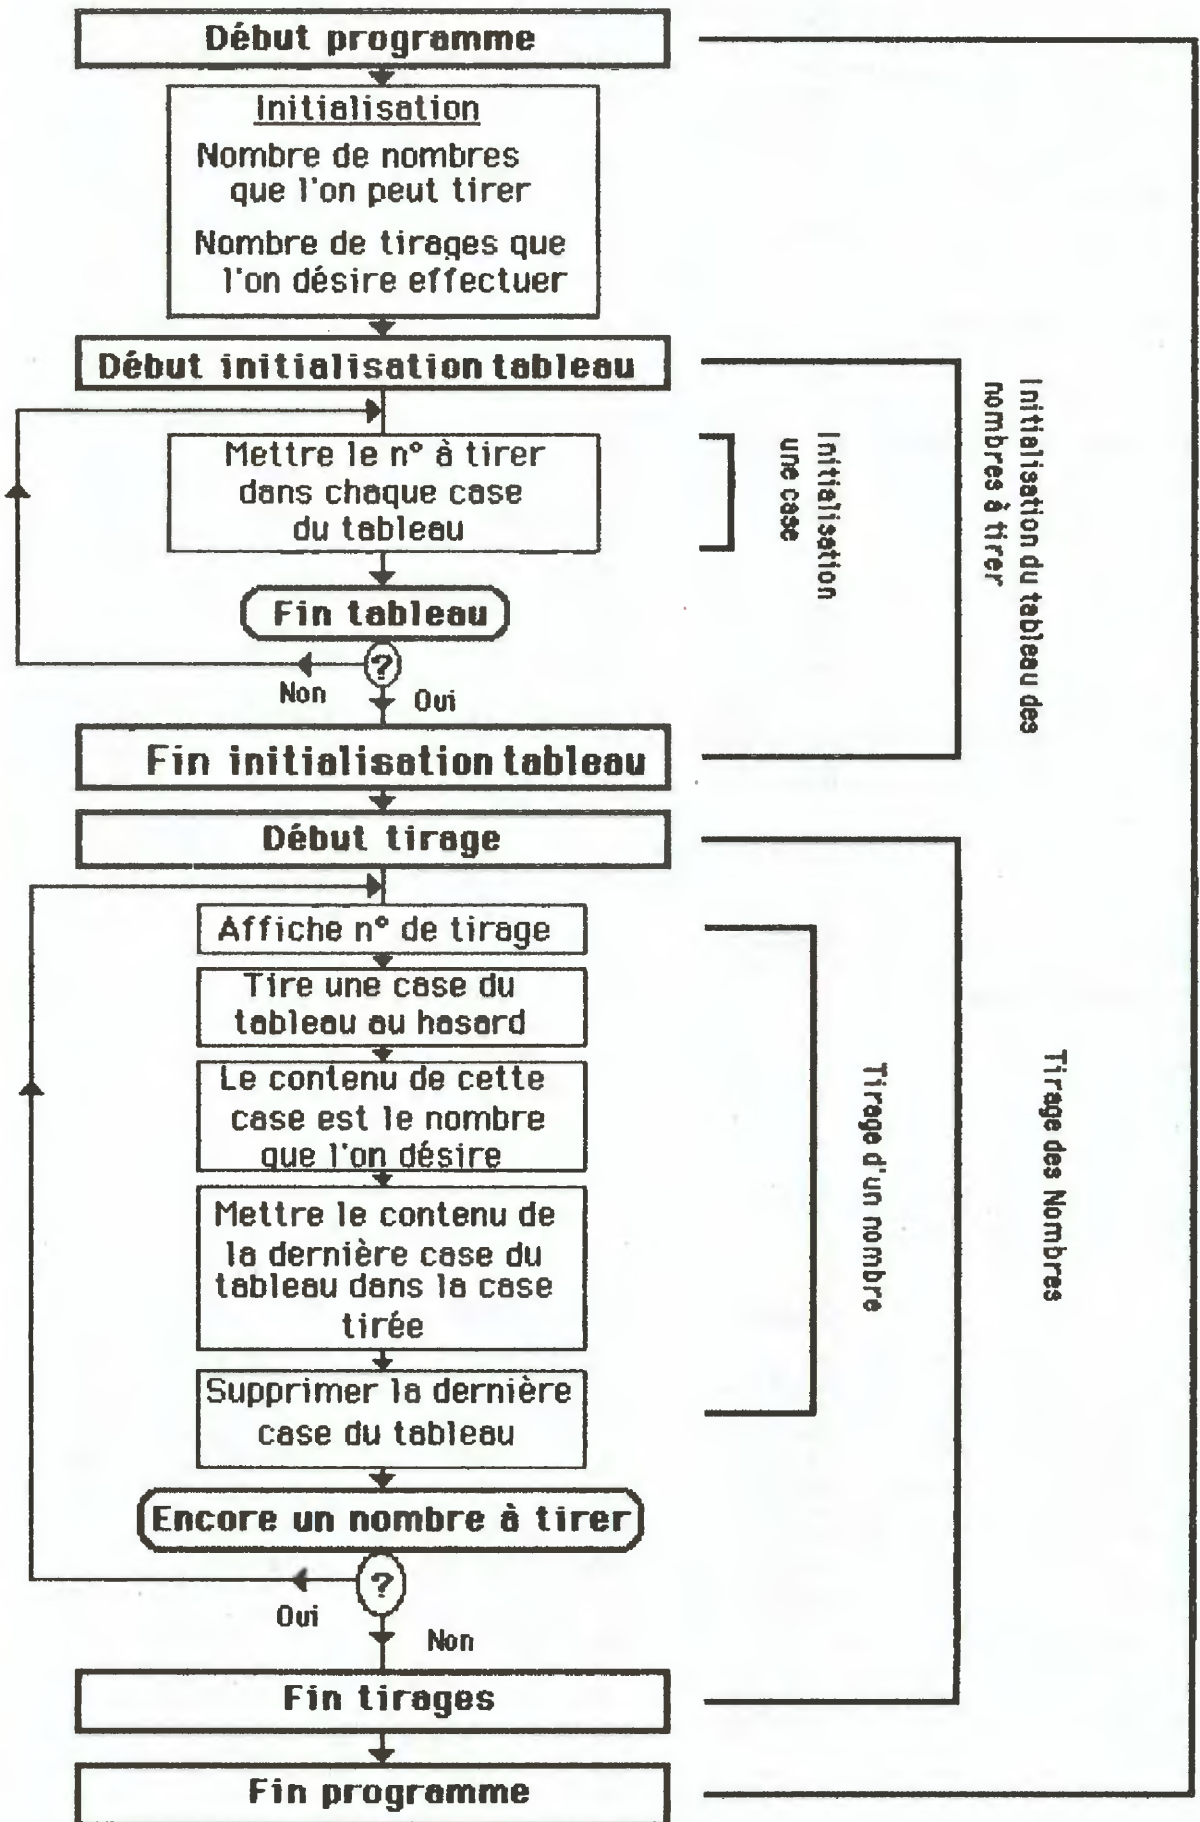 Début programme
Initialisation
Nombre de nombres
que l'on peut tirer
Nombre de tirages que
l'on désire effectuer
Début initialisation tableau
Mettre le n° à tirer
dans chaque case
du tableau
Fin tableau
?
Non
Oui
Fin initialisation tableau
Initialisation
une case
Initialisation du tableau des
nombres à tirer
Début tirage
Affiche n° de tirage
Tire une case du
tableau au hasard
Le contenu de cette
case est le nombre
que l'on désire
Mettre le contenu de
la dernière case du
tableau dans la case
tirée
Supprimer la dernière
case du tableau
Encore un nombre à tirer
?
Oui
Non
Fin tirages
Tirage d'un nombre
Tirage des Nombres
Fin programme